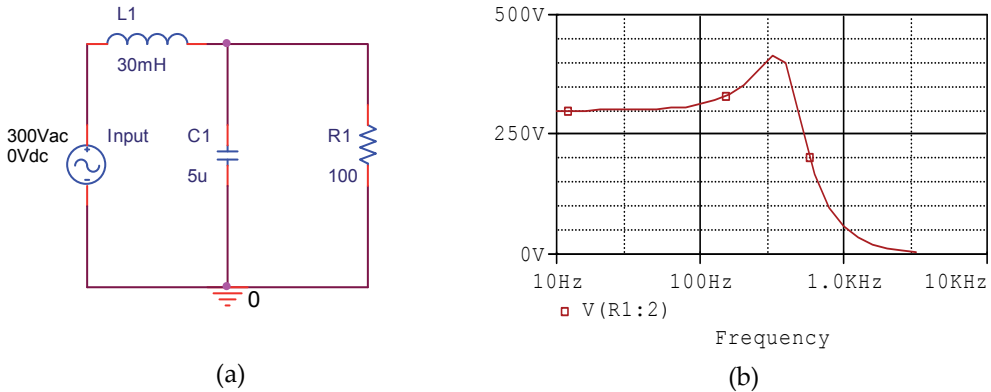 L1
30mH
300Vac
0Vdc
Input
C1
5u
R1
100
0
(a)
500V
250V
0V
10Hz
100Hz
1.0KHz
10KHz
V(R1:2)
Frequency
(b)